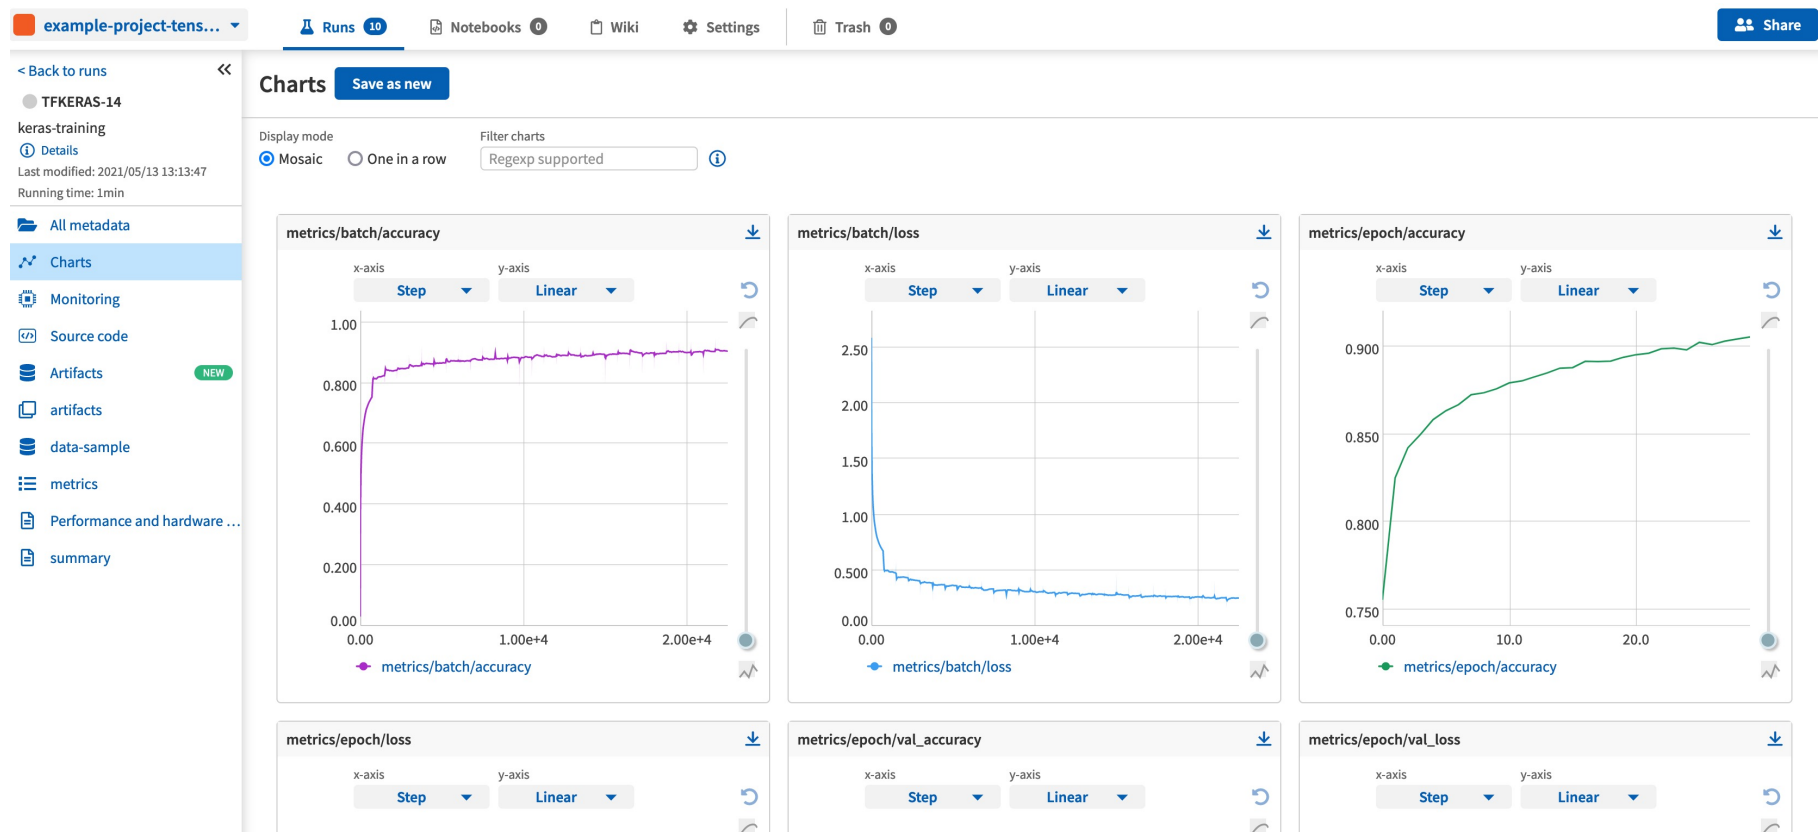 example-project-tens...
Runs 10
Notebooks 0
Wiki
Settings
Trash 0
Share
< Back to runs
TFKERAS-14
keras-training
Details
Last modified: 2021/05/13 13:13:47
Running time: 1min
All metadata
Charts
Monitoring
Source code
Artifacts NEW
artifacts
data-sample
metrics
Performance and hardware ...
summary
Charts
Save as new
Display mode
Mosaic
One in a row
Filter charts
Regexp supported
metrics/batch/accuracy
x-axis
y-axis
Step
Linear
1.00
0.800
0.600
0.400
0.200
0.00
0.00
1.00e+4
2.00e+4
metrics/batch/accuracy
metrics/batch/loss
x-axis
y-axis
Step
Linear
2.50
2.00
1.50
1.00
0.500
0.00
0.00
1.00e+4
2.00e+4
metrics/batch/loss
metrics/epoch/accuracy
x-axis
y-axis
Step
Linear
0.900
0.850
0.800
0.750
0.00
10.0
20.0
metrics/epoch/accuracy
metrics/epoch/loss
x-axis
y-axis
Step
Linear
metrics/epoch/val_accuracy
x-axis
y-axis
Step
Linear
metrics/epoch/val_loss
x-axis
y-axis
Step
Linear